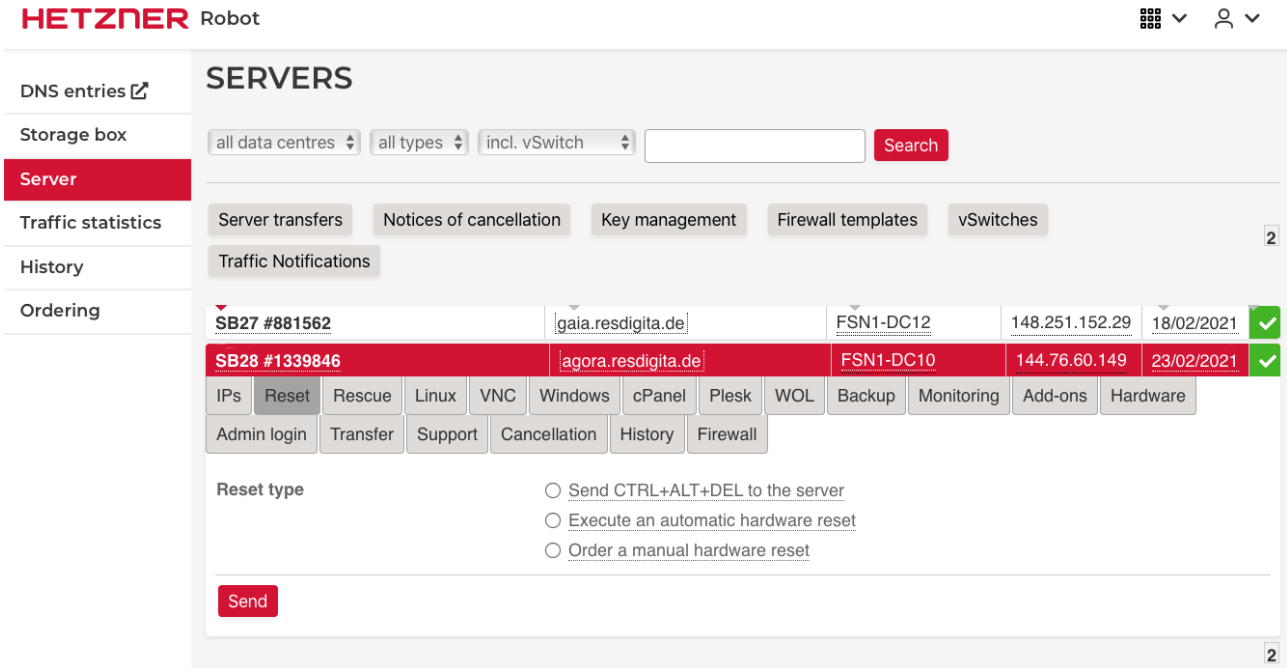 HETZNER Robot
DNS entries
Storage box
Server
Traffic statistics
History
Ordering
SERVERS
all data centres all types incl. vSwitch Search
Server transfers Notices of cancellation Key management Firewall templates vSwitches
2
Traffic Notifications
SB27 #881562 gaia.resdigita.de FSN1-DC12 148.251.152.29 18/02/2021
SB28 #1339846 agora.resdigita.de FSN1-DC10 144.76.60.149 23/02/2021
IPs Reset Rescue Linux VNC Windows cPanel Plesk WOL Backup Monitoring Add-ons Hardware
Admin login Transfer Support Cancellation History Firewall
Reset type Send CTRL+ALT+DEL to the server
Execute an automatic hardware reset
Order a manual hardware reset
Send
2